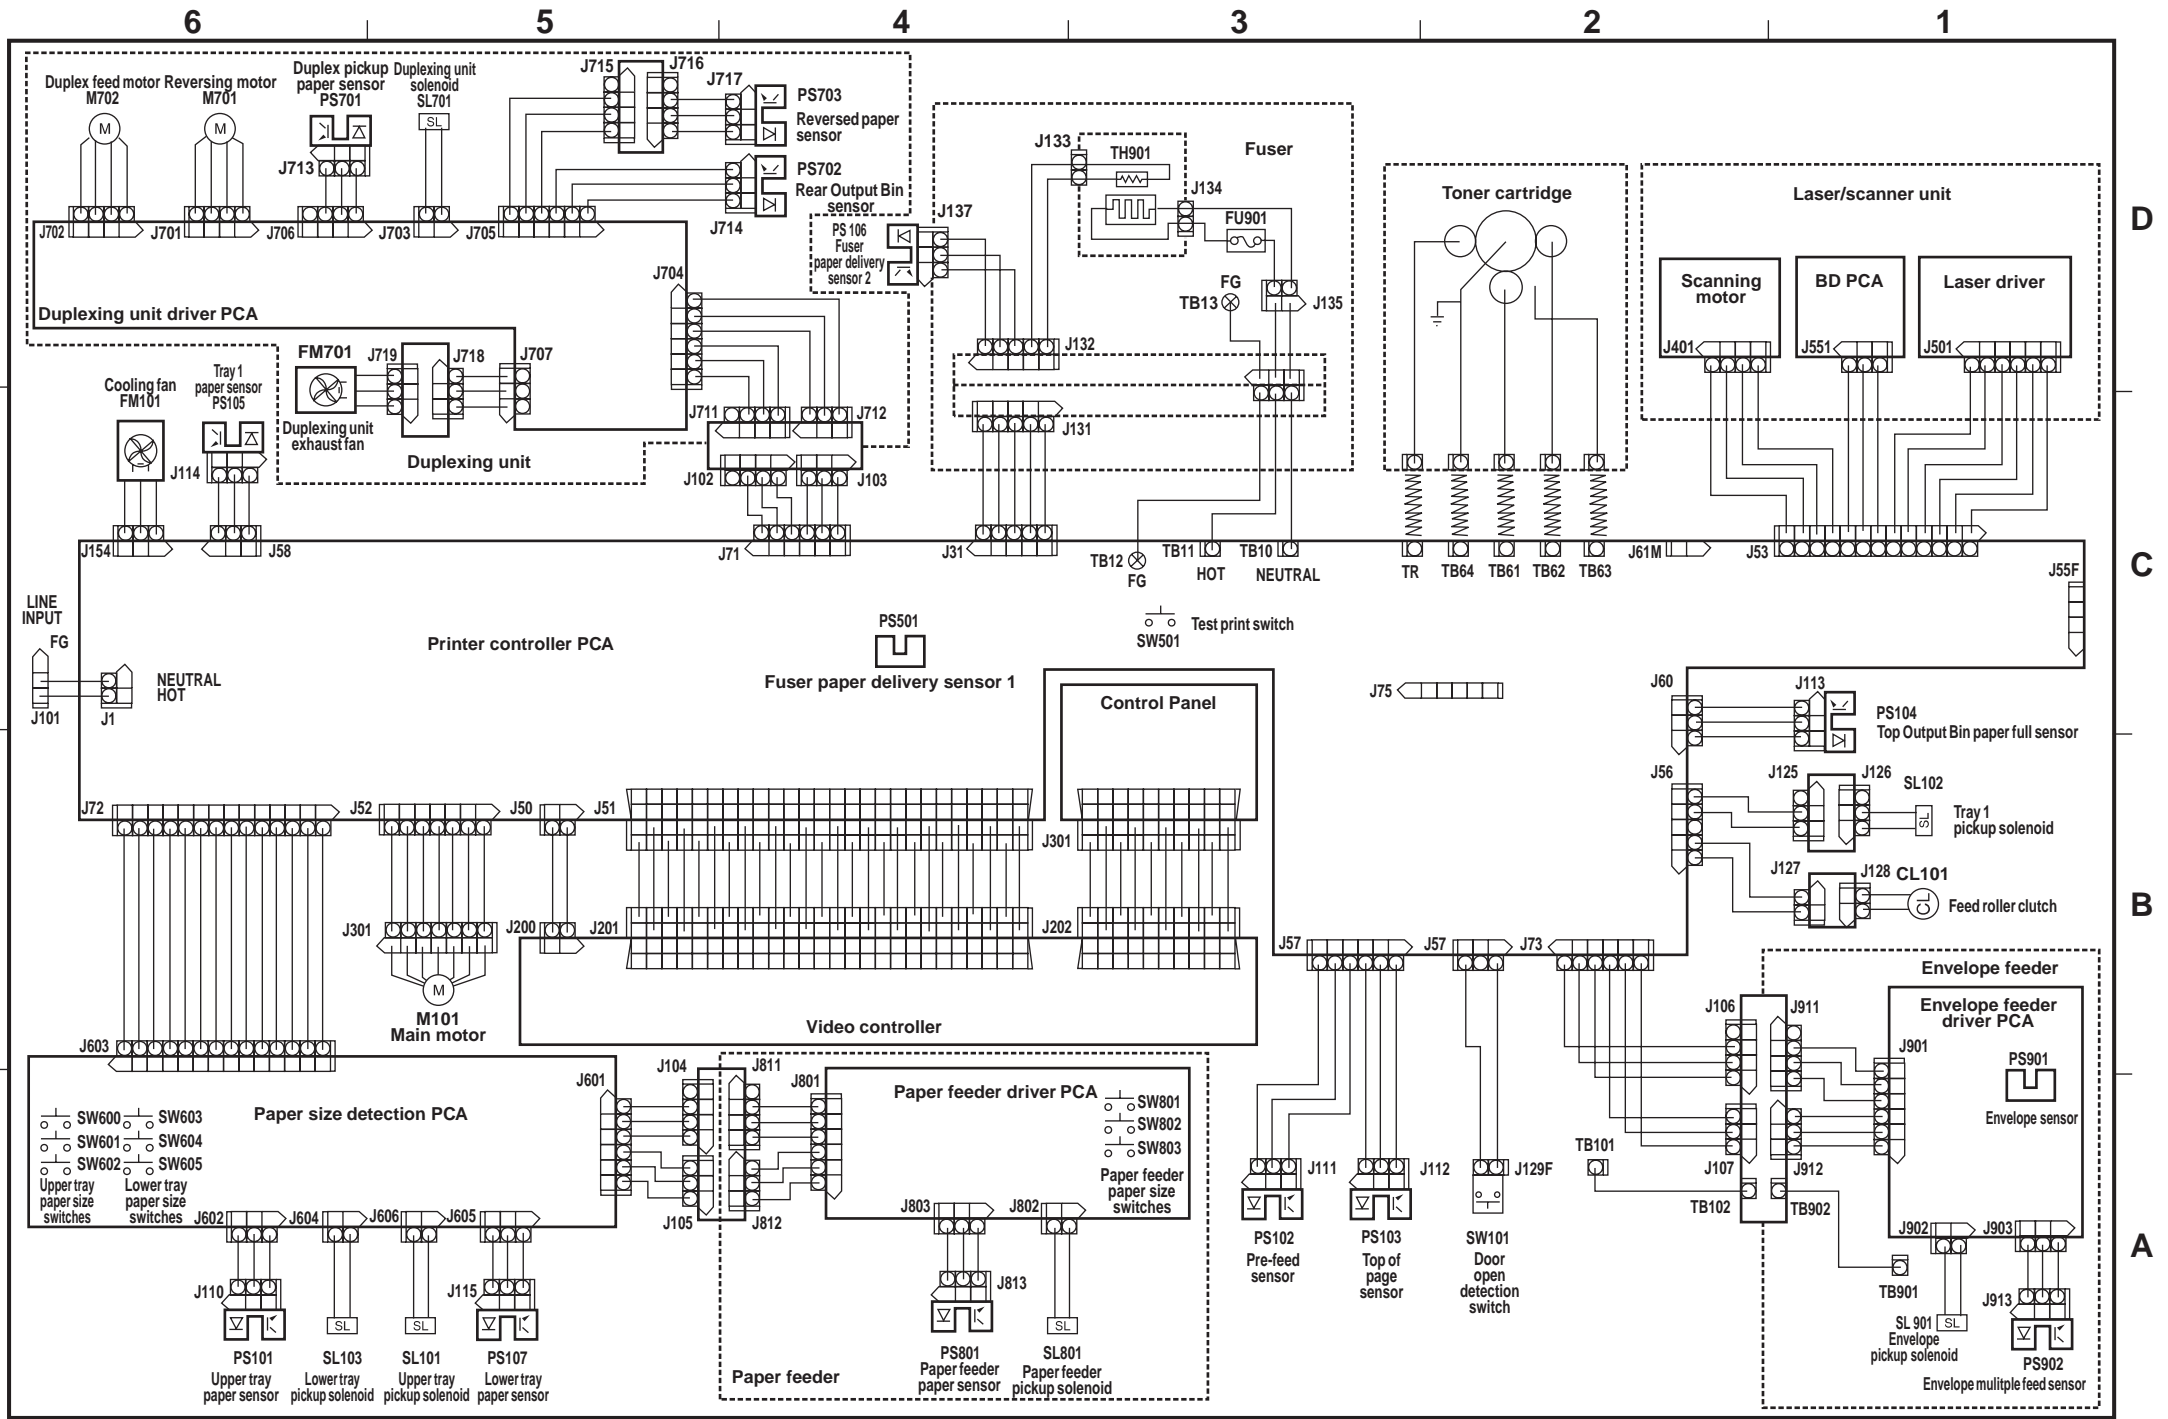 6 5 4 3 2 1
Duplex feed motor
M702
M
Reversing motor
M701
M
Duplex pickup
paper sensor
PS701
J713
Duplexing unit
solenoid
SL701
SL
J715
J716
J717
PS703
Reversed paper
sensor
PS702
Rear Output Bin
sensor
J714
J702
J701
J706
J703
J705
J704
Duplexing unit driver PCA
PS 106
Fuser
paper delivery
sensor 2
J137
J133
TH901
J134
FU901
Fuser
FG
TB13
J135
J132
J131
Toner cartridge
Laser/scanner unit
D
Scanning
motor
BD PCA
Laser driver
J401
J551
J501
FM701
J719
J718
J707
Duplexing unit
exhaust fan
Duplexing unit
Cooling fan
FM101
Tray 1
paper sensor
PS105
J114
J711
J712
J102
J103
J154
J58
J71
J31
TB12
FG
TB11
HOT
TB10
NEUTRAL
TR
TB64
TB61
TB62
TB63
J61M
J53
J55F
C
LINE
INPUT
FG
J101
J1
NEUTRAL
HOT
Printer controller PCA
PS501
Fuser paper delivery sensor 1
SW501
Test print switch
Control Panel
J75
J60
J113
PS104
Top Output Bin paper full sensor
J56
J125
J126
SL102
SL
Tray 1
pickup solenoid
J127
J128
CL101
CL
Feed roller clutch
B
J72
J52
J50
J51
J301
J301
J200
J201
J202
M
M101
Main motor
Video controller
J57
J57
J73
J603
Paper size detection PCA
SW600
SW601
SW602
Upper tray
paper size
switches
SW603
SW604
SW605
Lower tray
paper size
switches
J601
J104
J105
J811
J812
J801
Paper feeder driver PCA
SW801
SW802
SW803
Paper feeder
paper size
switches
J602
J604
J606
J605
J110
J115
SL
SL
PS101
Upper tray
paper sensor
SL103
Lower tray
pickup solenoid
SL101
Upper tray
pickup solenoid
PS107
Lower tray
paper sensor
J803
J802
J813
SL
PS801
Paper feeder
paper sensor
SL801
Paper feeder
pickup solenoid
Paper feeder
J111
PS102
Pre-feed
sensor
J112
PS103
Top of
page
sensor
J129F
SW101
Door
open
detection
switch
TB101
J106
J107
TB102
J911
J912
TB902
Envelope feeder
Envelope feeder
driver PCA
J901
PS901
Envelope sensor
J902
J903
TB901
SL
SL 901
Envelope
pickup solenoid
J913
PS902
Envelope mulitple feed sensor
A